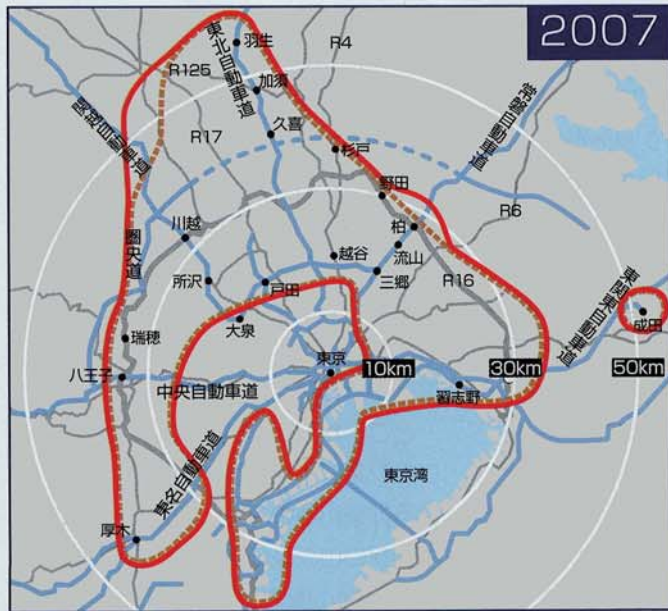 2007
羽生
東北自動車道
R4
R125
加須
関越自動車道
久喜
R17
杉戸
常磐自動車道
野田
柏
R6
川越
圏央道
越谷
流山
所沢
戸田
三郷
R16
東関東自動車道
成田
大泉
瑞穂
東京
10km
30km
50km
八王子
中央自動車道
習志野
東京湾
東名自動車道
厚木